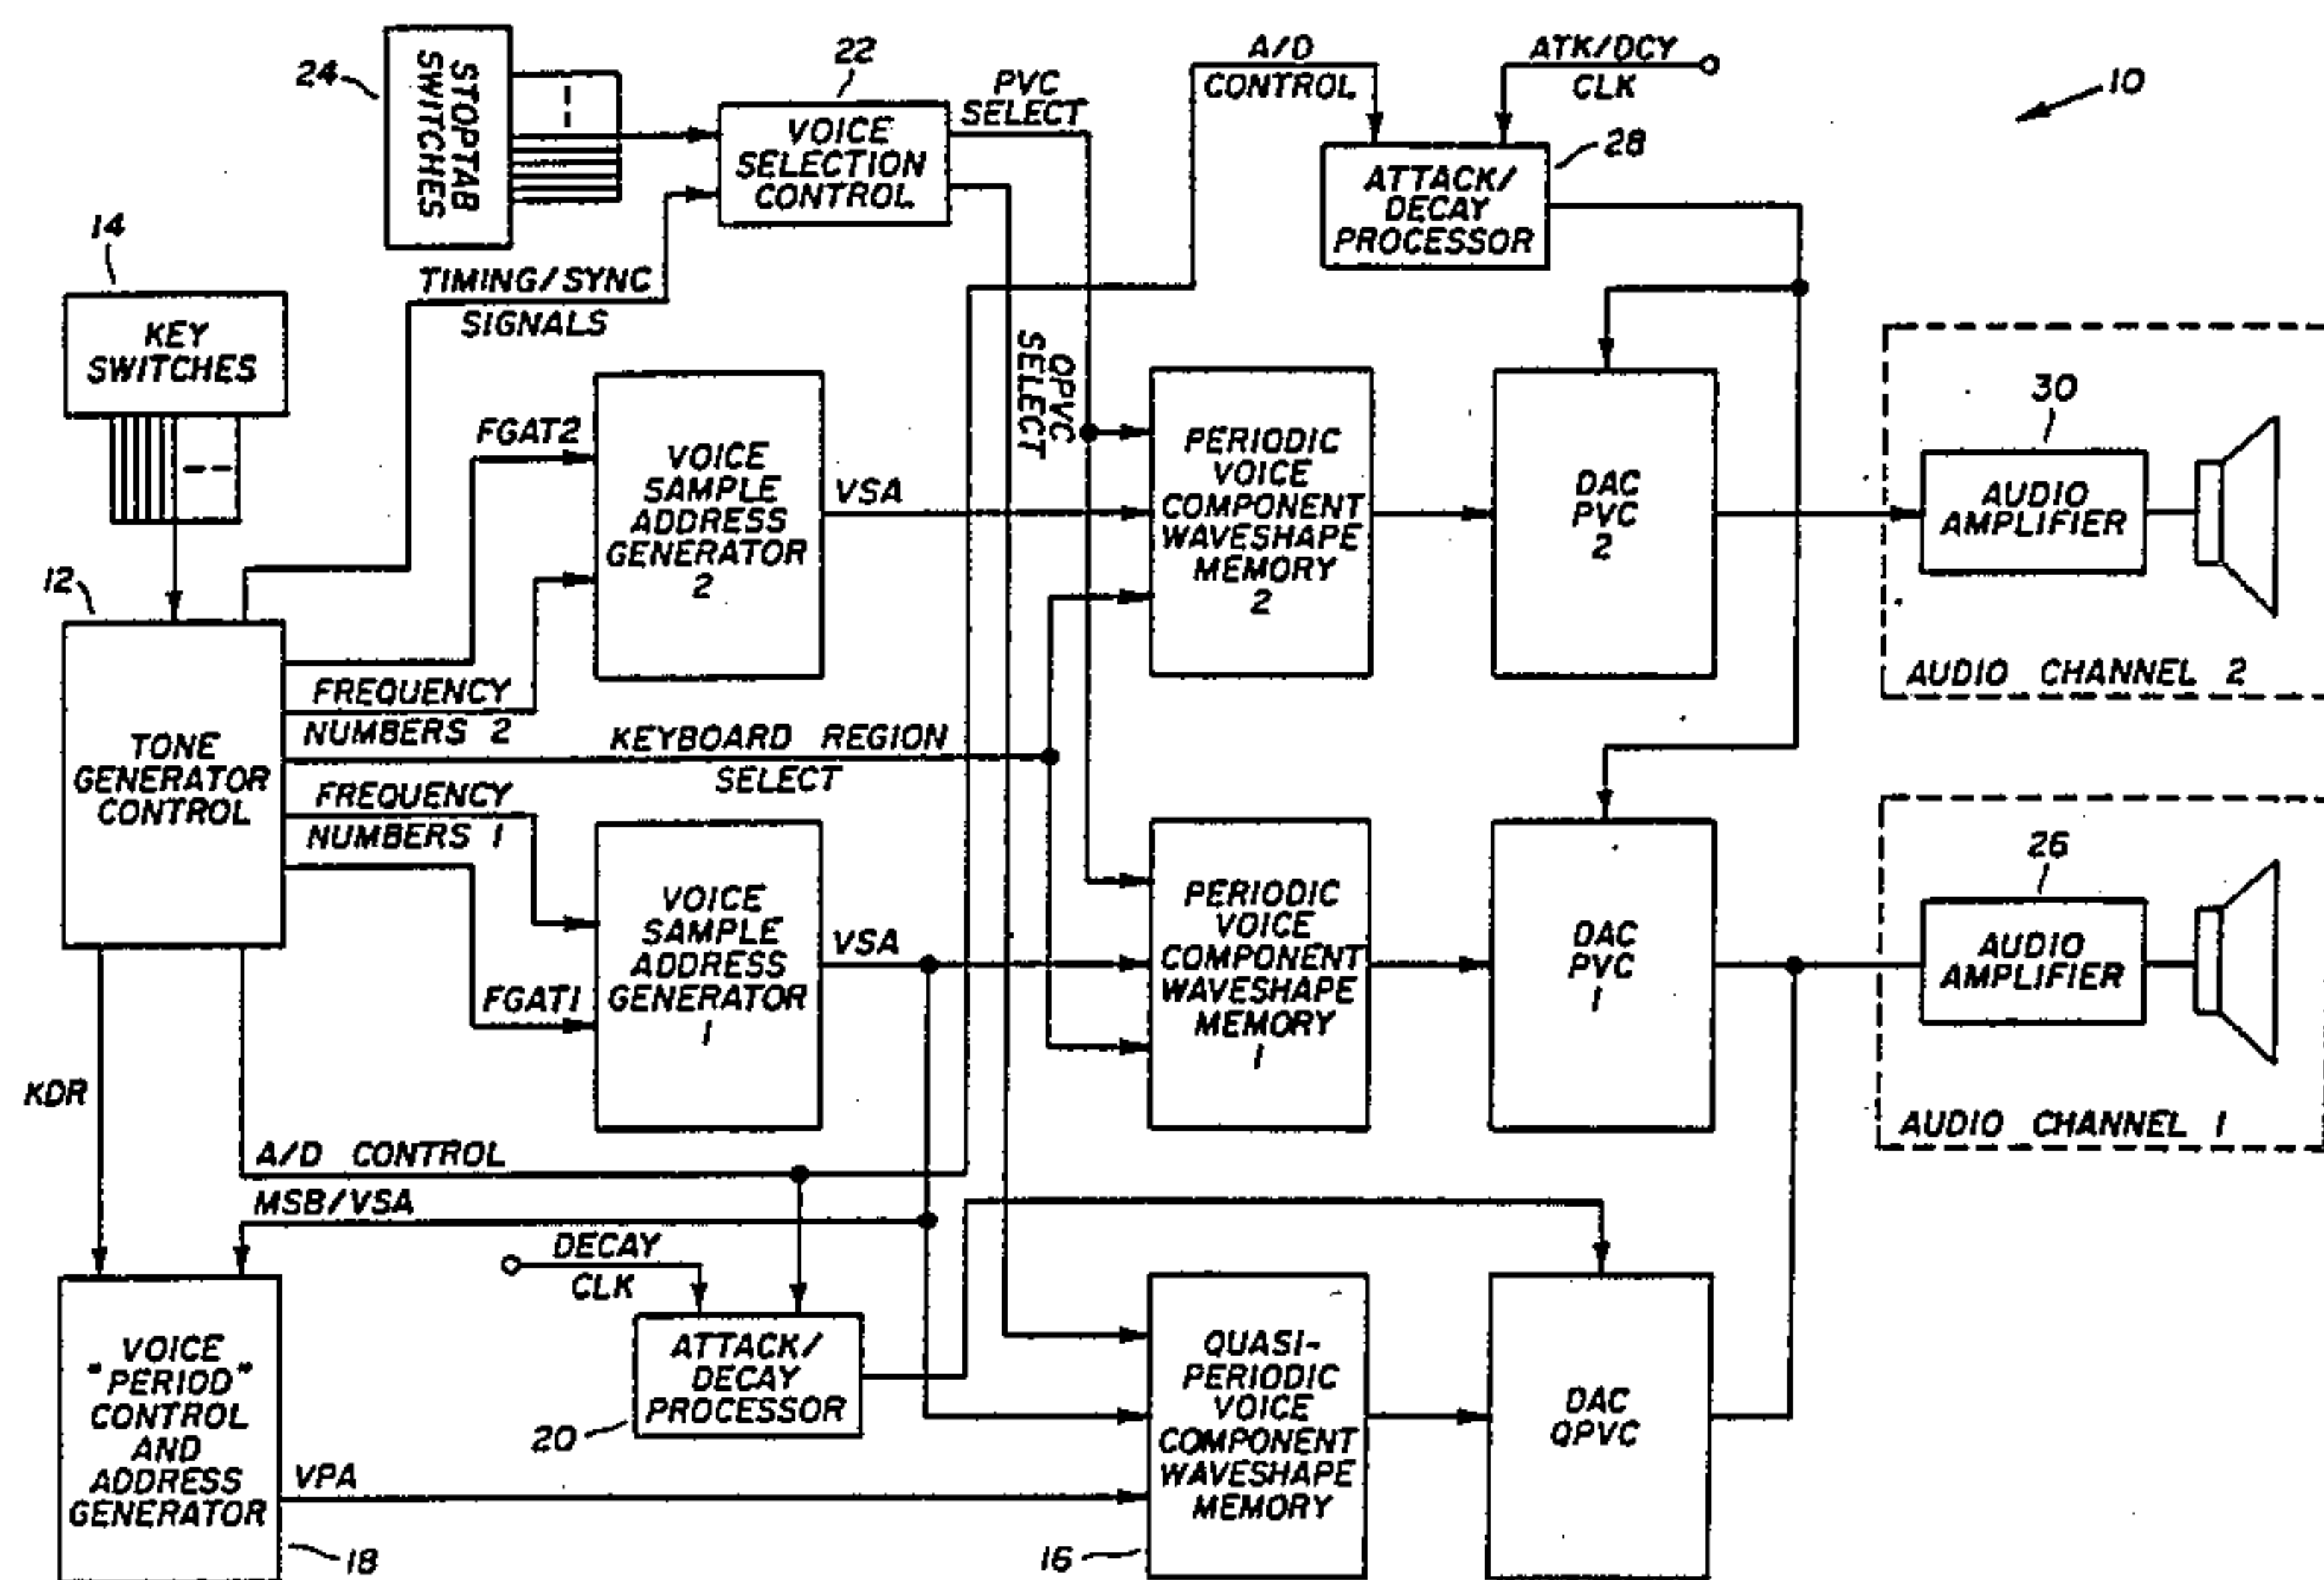 24
STOPTAB
SWITCHES
22
VOICE
SELECTION
CONTROL
PVC
SELECT
A/D
CONTROL
ATK/DCY
CLK
10
28
ATTACK/
DECAY
PROCESSOR
14
KEY
SWITCHES
TIMING/SYNC
SIGNALS
QPVC
SELECT
12
TONE
GENERATOR
CONTROL
FGAT2
FREQUENCY
NUMBERS 2
KEYBOARD REGION
SELECT
FREQUENCY
NUMBERS 1
FGAT1
VOICE
SAMPLE
ADDRESS
GENERATOR
2
VSA
PERIODIC
VOICE
COMPONENT
WAVESHAPE
MEMORY
2
DAC
PVC
2
30
AUDIO
AMPLIFIER
AUDIO CHANNEL 2
VOICE
SAMPLE
ADDRESS
GENERATOR
1
VSA
PERIODIC
VOICE
COMPONENT
WAVESHAPE
MEMORY
1
DAC
PVC
1
26
AUDIO
AMPLIFIER
AUDIO CHANNEL 1
KDR
A/D CONTROL
MSB/VSA
DECAY
CLK
ATTACK/
DECAY
PROCESSOR
20
VOICE
"PERIOD"
CONTROL
AND
ADDRESS
GENERATOR
18
VPA
QUASI-
PERIODIC
VOICE
COMPONENT
WAVESHAPE
MEMORY
16
DAC
QPVC